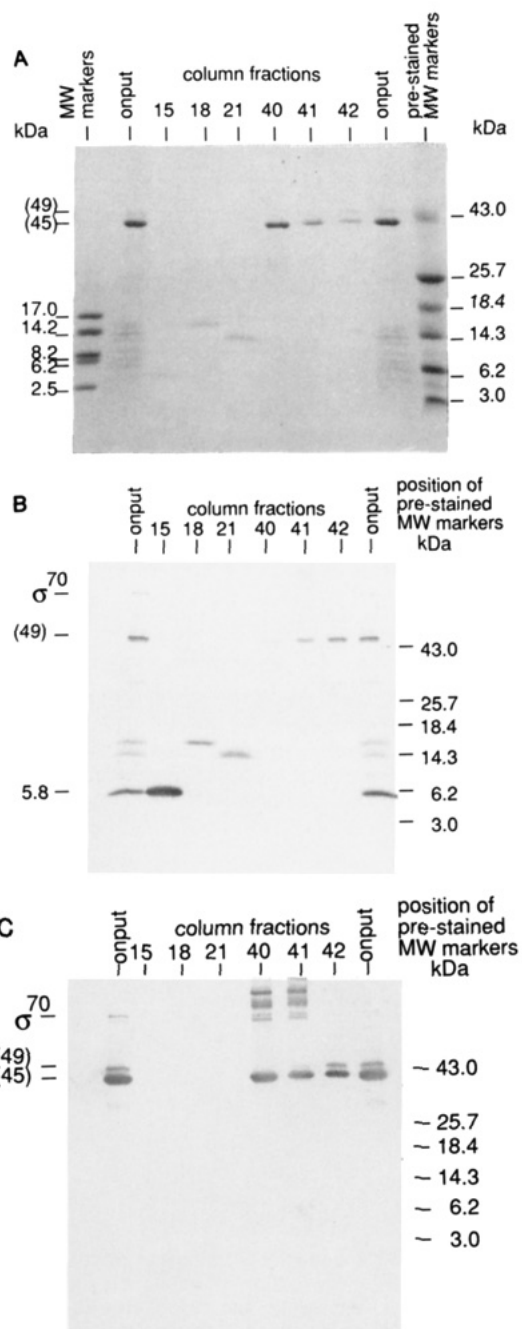 A
MW markers
onput
column fractions
pre-stained MW markers
kDa
15 18 21 40 41 42
onput
kDa
(49)
(45)
17.0
14.2
8.2
6.2
2.5
43.0
25.7
18.4
14.3
6.2
3.0
B
onput
column fractions
15 18 21 40 41 42
onput
position of
pre-stained
MW markers
kDa
σ70
(49)
5.8
43.0
25.7
18.4
14.3
6.2
3.0
C
onput
column fractions
15 18 21 40 41 42
onput
position of
pre-stained
MW markers
kDa
σ70
49)
45)
43.0
25.7
18.4
14.3
6.2
3.0